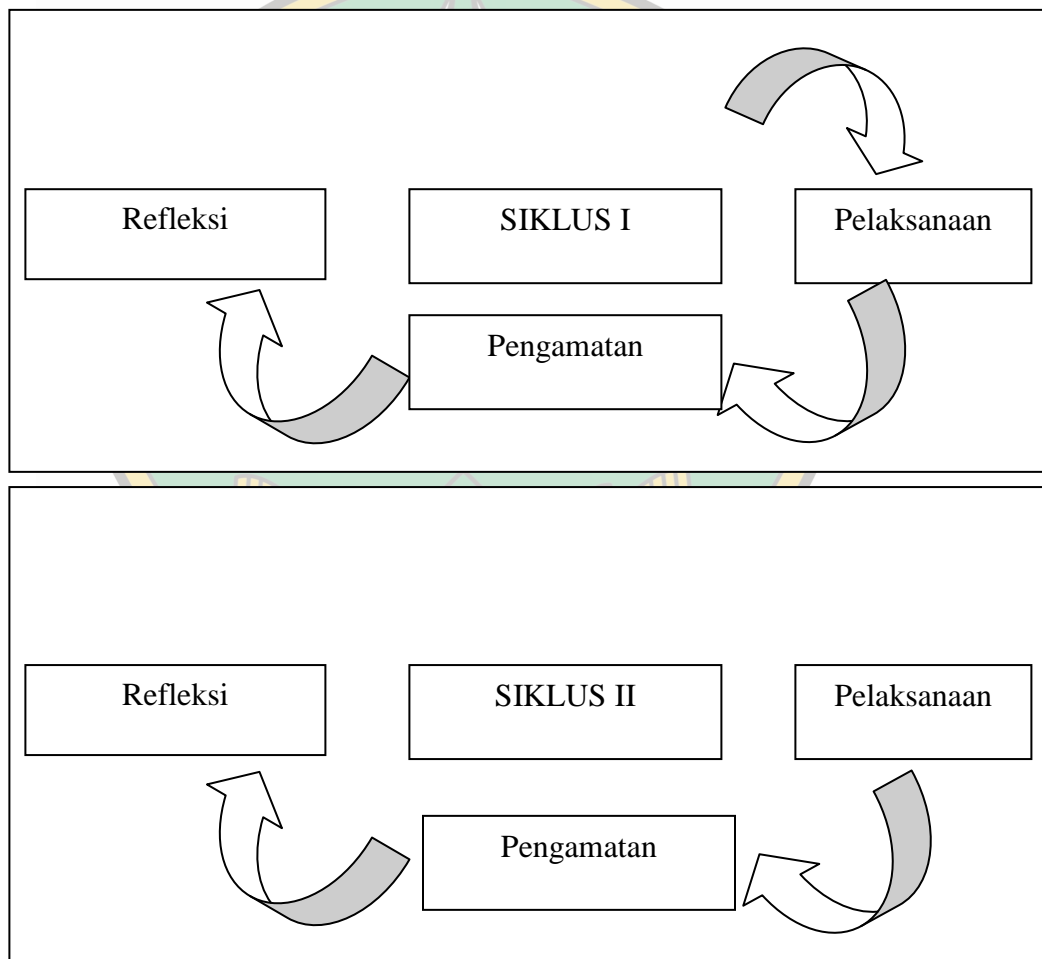 Refleksi
SIKLUS I
Pelaksanaan
Pengamatan
Refleksi
SIKLUS II
Pelaksanaan
Pengamatan